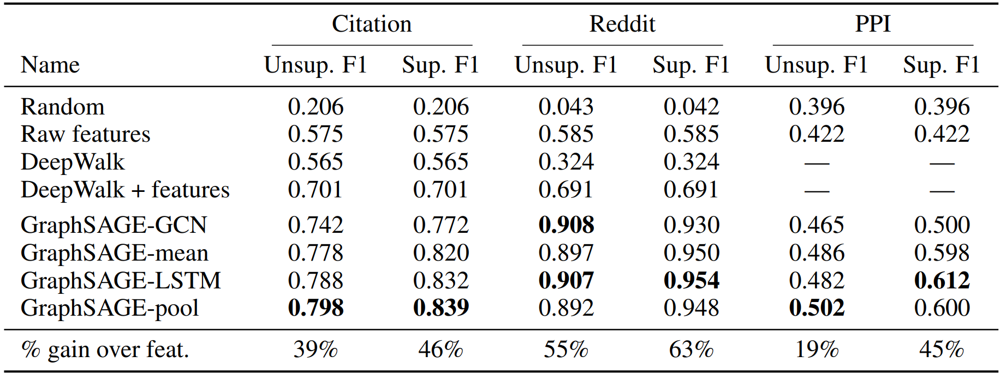 Citation Reddit PPI
Name Unsup. F1 Sup. F1 Unsup. F1 Sup. F1 Unsup. F1 Sup. F1
Random 0.206 0.206 0.043 0.042 0.396 0.396
Raw features 0.575 0.575 0.585 0.585 0.422 0.422
DeepWalk 0.565 0.565 0.324 0.324 — —
DeepWalk + features 0.701 0.701 0.691 0.691 — —
GraphSAGE-GCN 0.742 0.772 0.908 0.930 0.465 0.500
GraphSAGE-mean 0.778 0.820 0.897 0.950 0.486 0.598
GraphSAGE-LSTM 0.788 0.832 0.907 0.954 0.482 0.612
GraphSAGE-pool 0.798 0.839 0.892 0.948 0.502 0.600
% gain over feat. 39% 46% 55% 63% 19% 45%